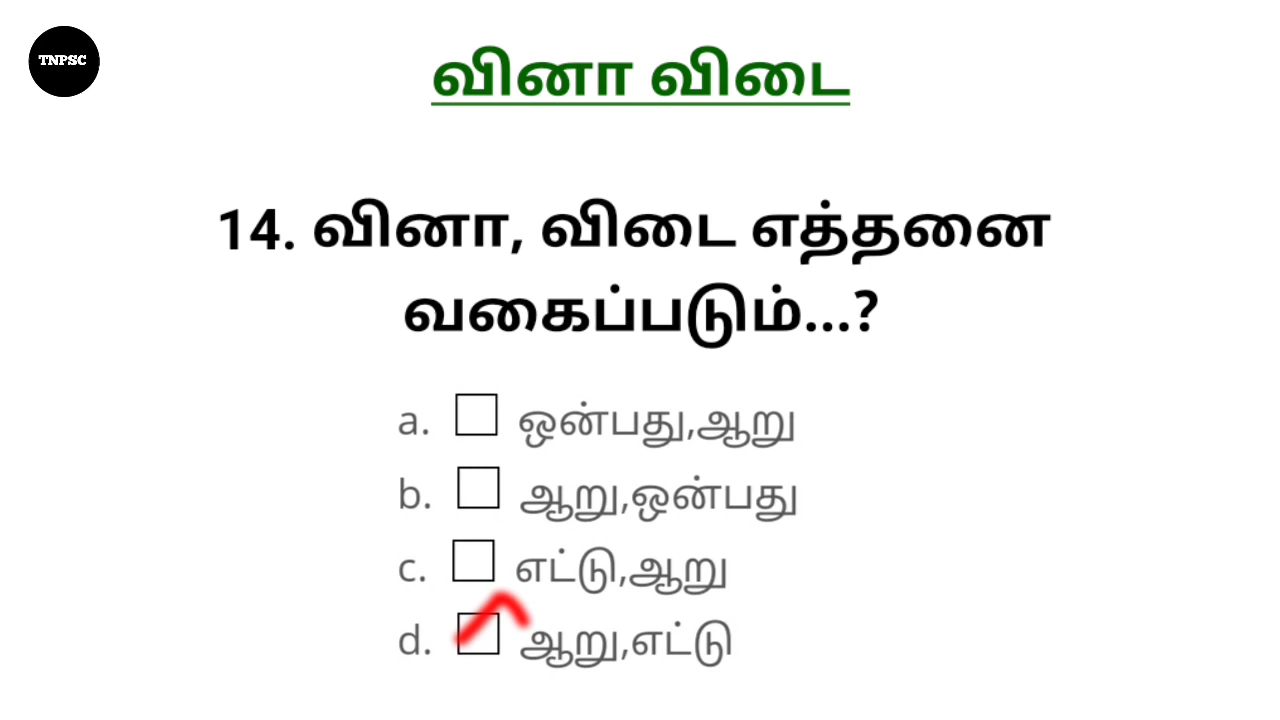 TNPSC
வினா விடை
14. வினா, விடை எத்தனை
வகைப்படும்...?
a. ஒன்பது,ஆறு
b. ஆறு,ஒன்பது
c. எட்டு,ஆறு
d. ஆறு,எட்டு